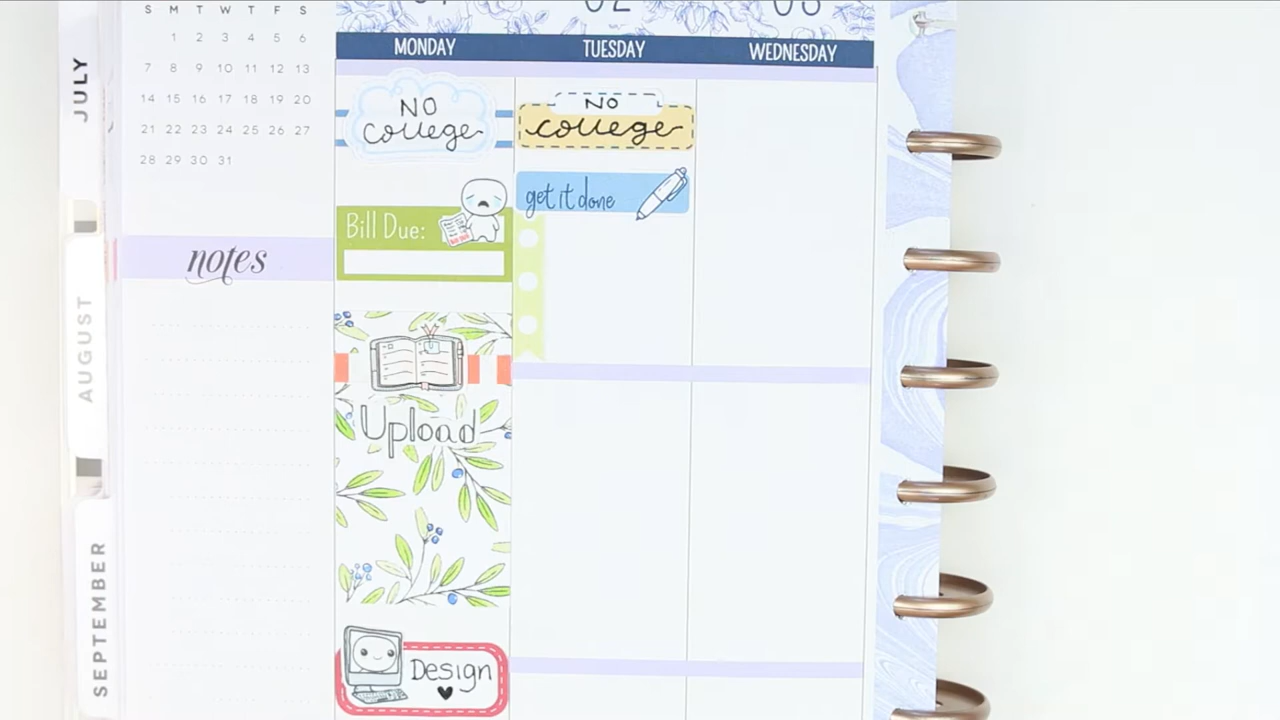 JULY
AUGUST
SEPTEMBER
S M T W T F S
1 2 3 4 5 6
7 8 9 10 11 12 13
14 15 16 17 18 19 20
21 22 23 24 25 26 27
28 29 30 31
notes
02
03
MONDAY TUESDAY WEDNESDAY
NO
College
Bill Due:
Upload
Design
NO
college
get it done